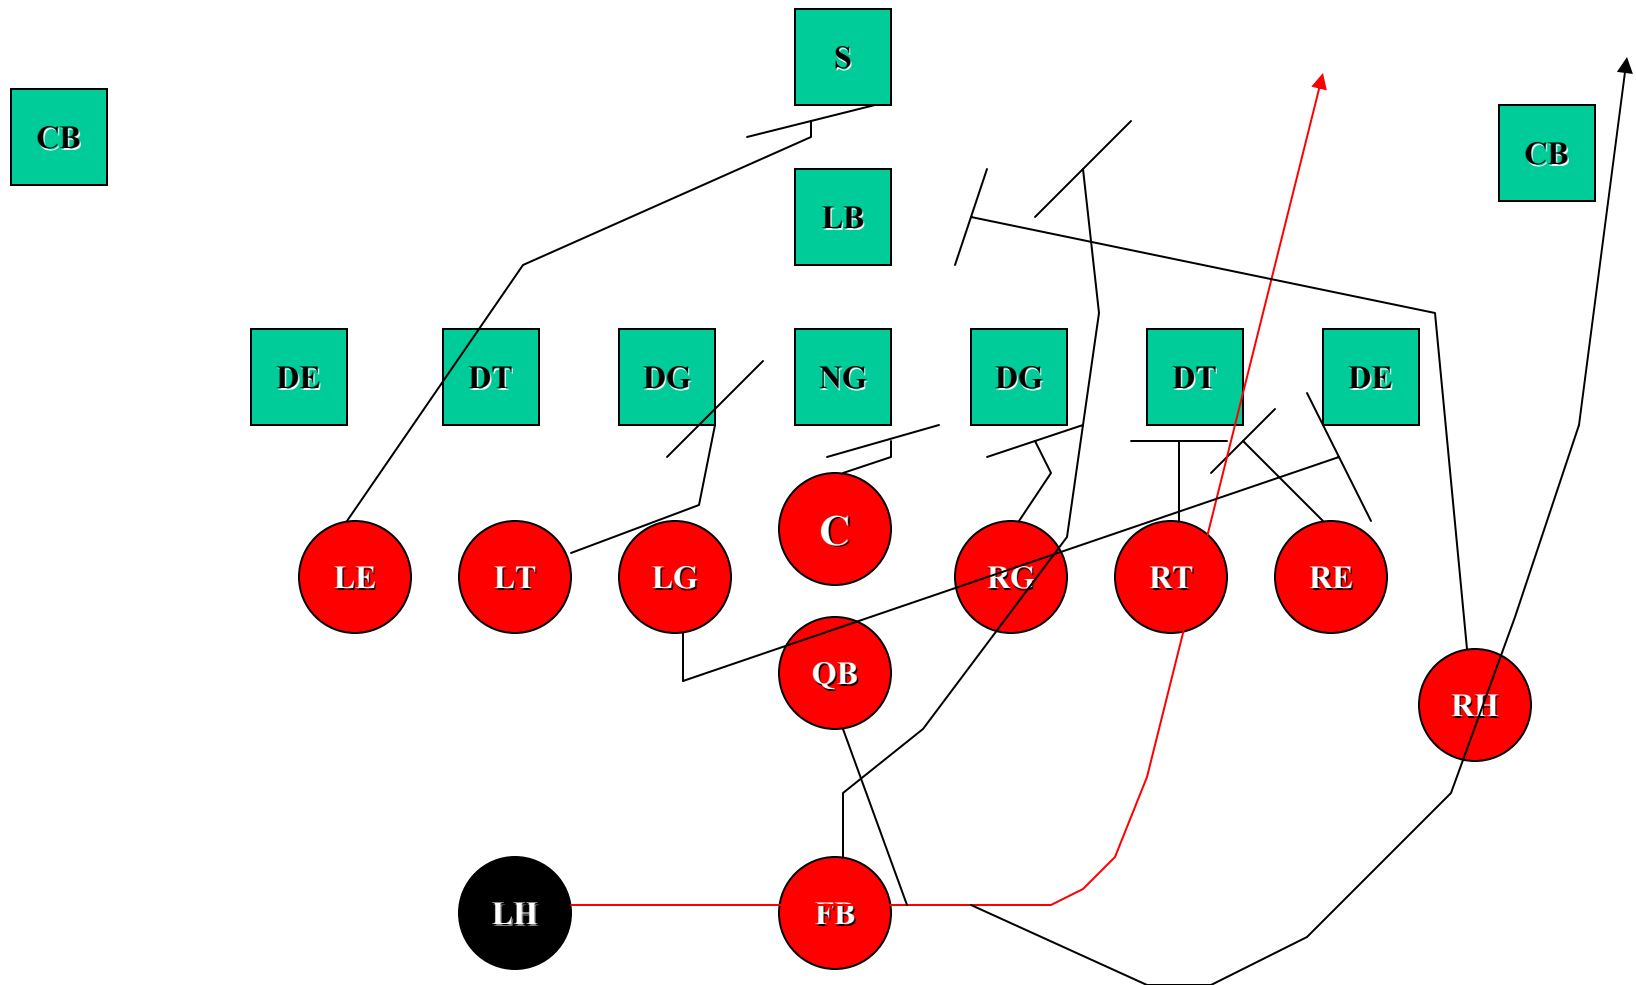 S
CB
CB
LB
DE
DT
DG
NG
DG
DT
DE
C
LE
LT
LG
RG
RT
RE
QB
RH
LH
FB